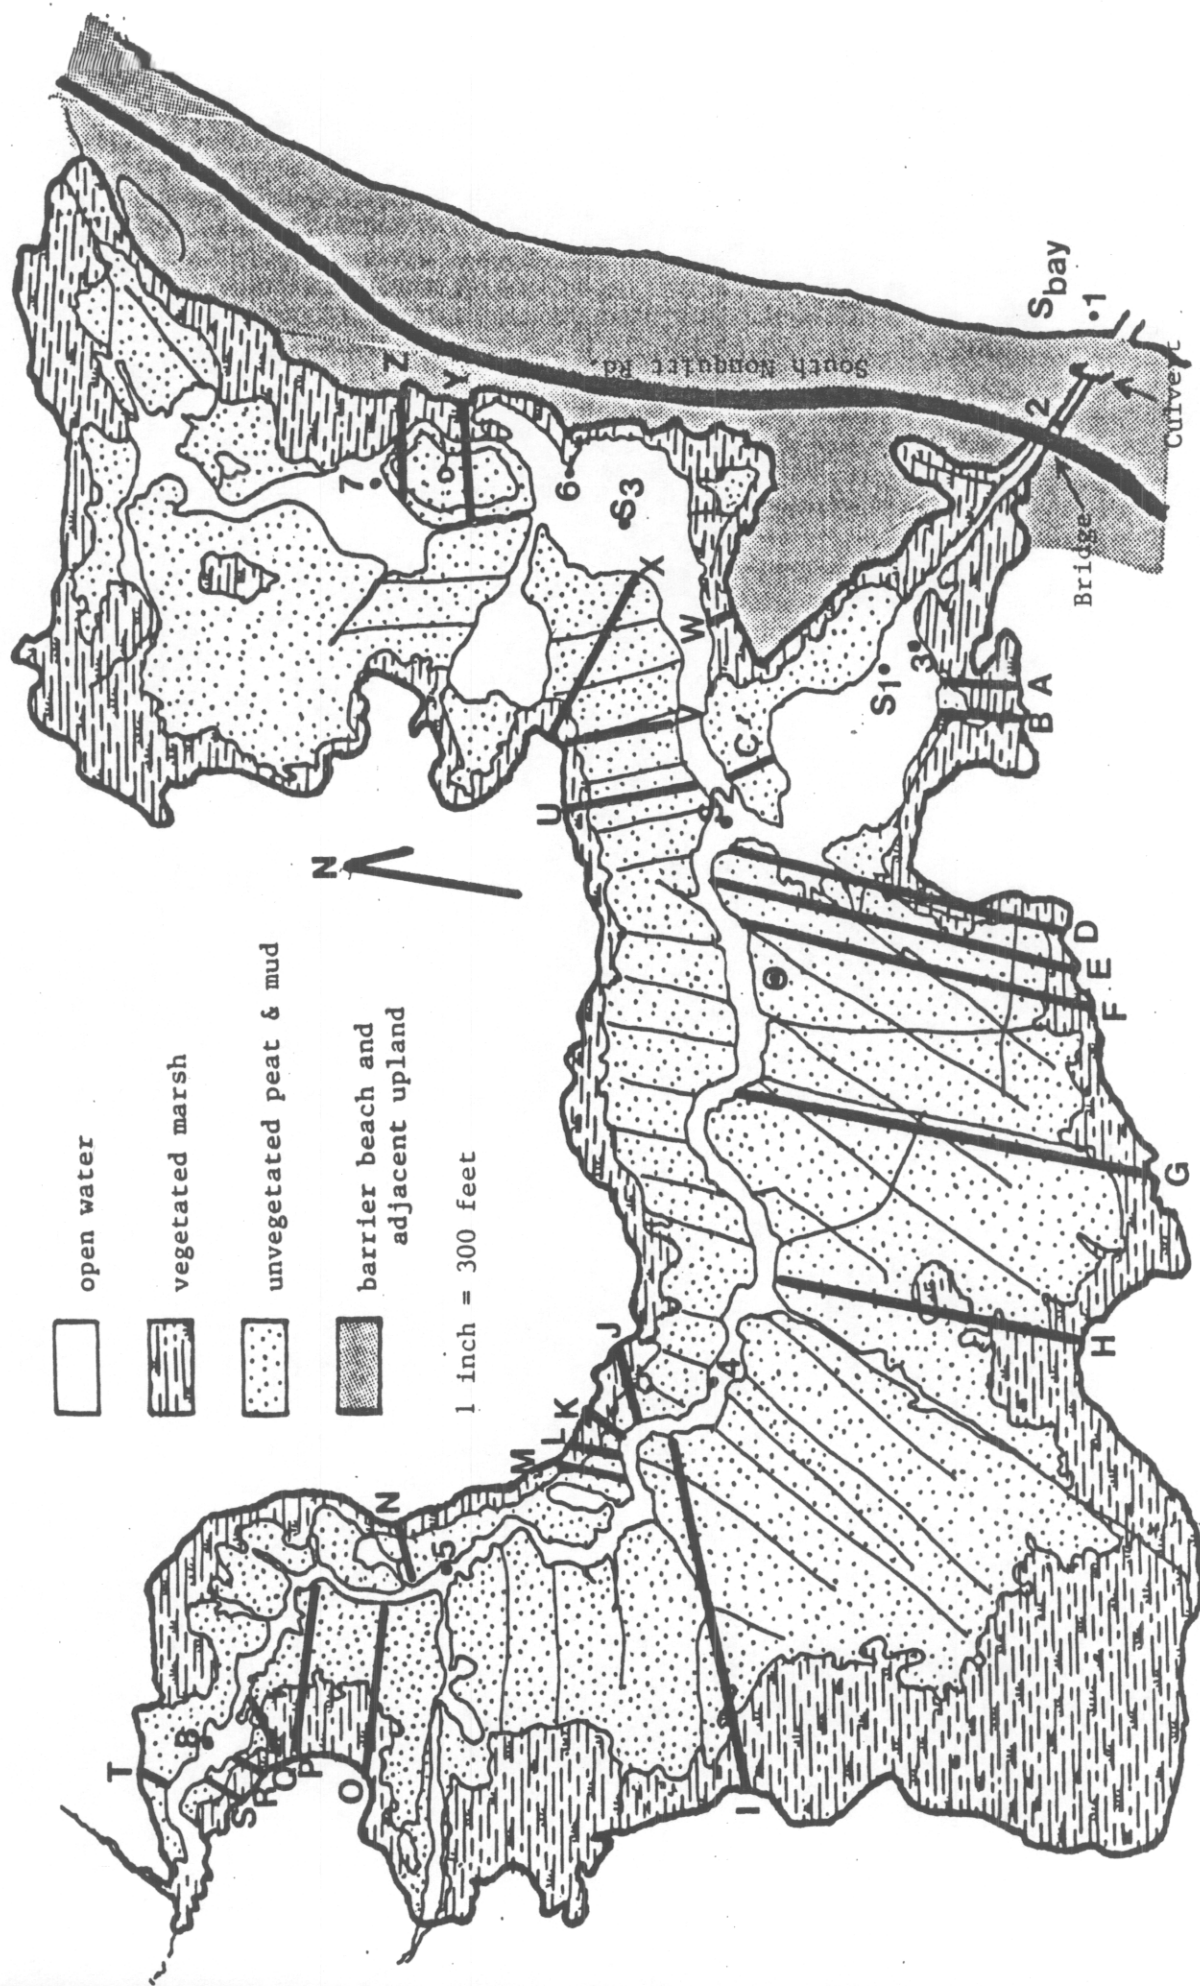 open water
vegetated marsh
unvegetated peat & mud
barrier beach and
adjacent upland
1 inch = 300 feet
N
T
8
S
R
Q
P
O
N
5
M
L
K
J
4
I
H
G
F
E
D
U
V
C
S2
X
W
Z
Y
7
6
S3
S1
3
A
B
2
Sbay
1
South Nonquitt Rd.
Bridge
Culvert